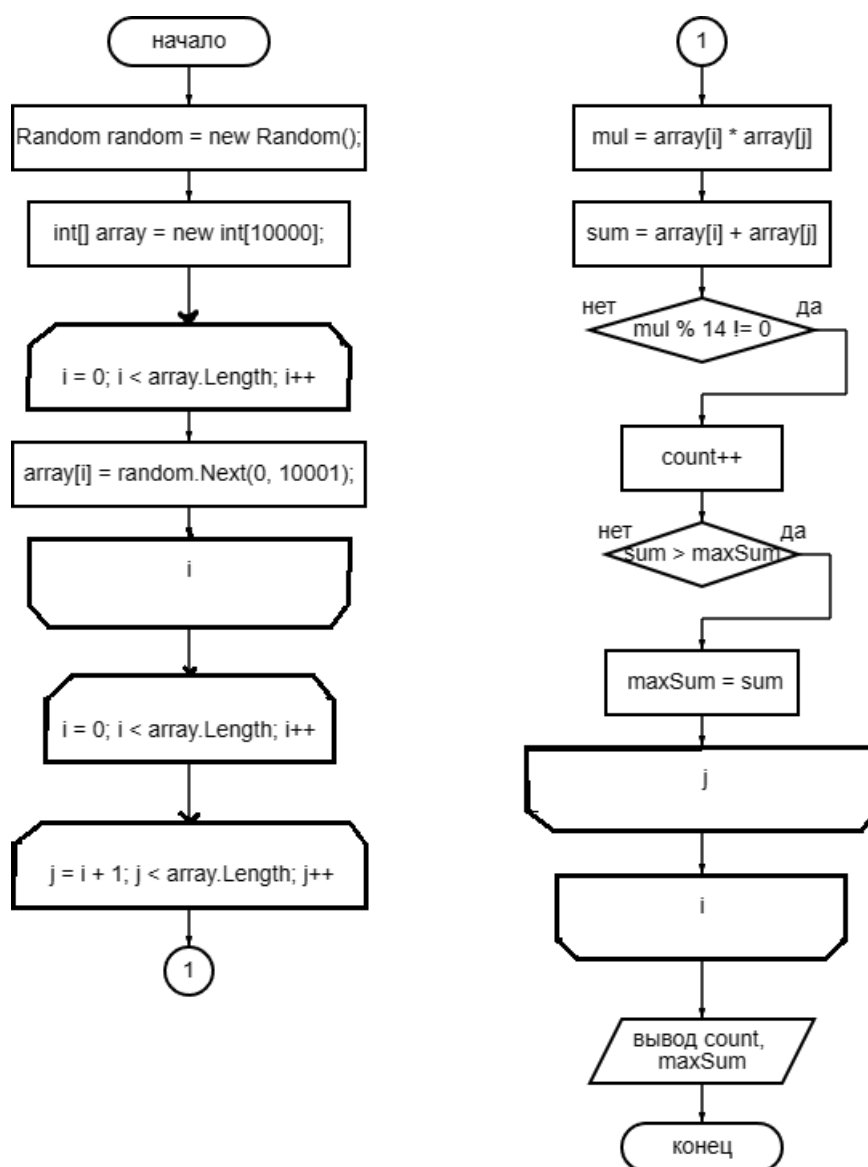 начало
Random random = new Random();
int[] array = new int[10000];
i = 0; i < array.Length; i++
array[i] = random.Next(0, 10001);
i
i = 0; i < array.Length; i++
j = i + 1; j < array.Length; j++
1
1
mul = array[i] * array[j]
sum = array[i] + array[j]
нет
да
mul % 14 != 0
count++
нет
да
sum > maxSum
maxSum = sum
j
i
вывод count,
maxSum
конец